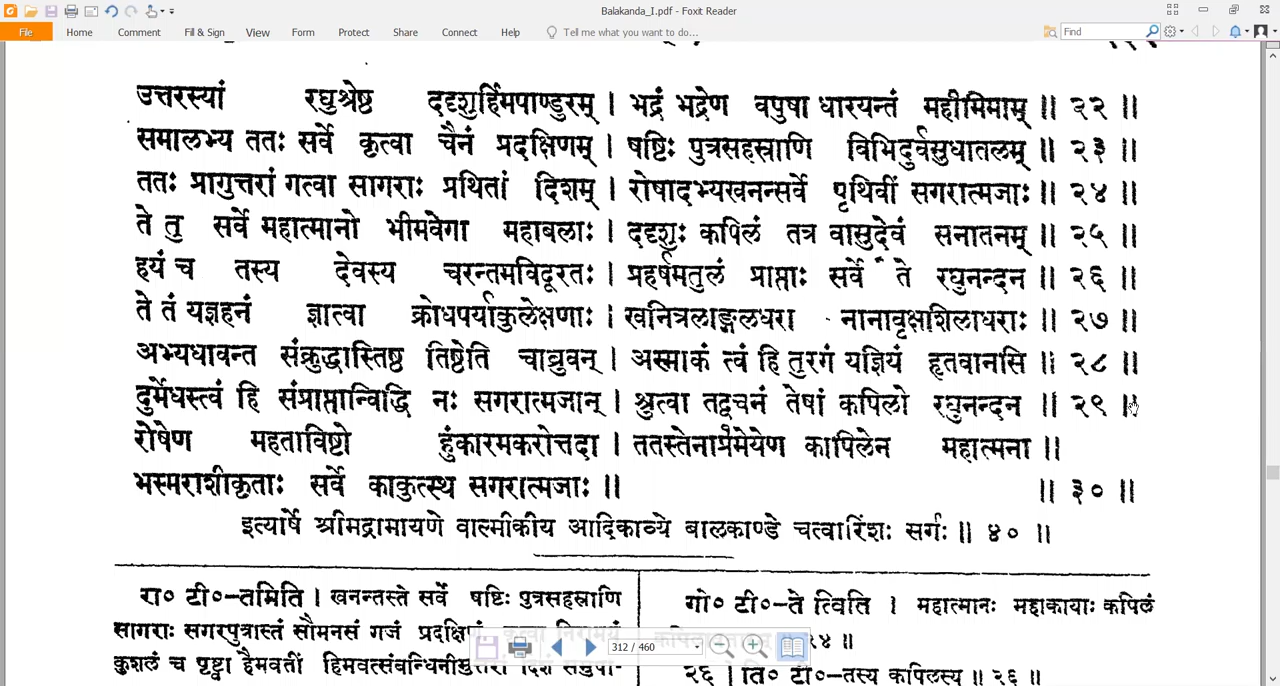 Balakanda_I.pdf - Foxit Reader
File Home Comment Fill & Sign View Form Protect Share Connect Help Tell me what you want to do... Find
उत्तरस्यां रघुश्रेष्ठ ददृशुर्हिमपाण्डुरम् । भद्रं भद्रेण वपुषा धारयन्तं महीमिमाम् ॥ २२ ॥
समालभ्य ततः सर्वे कृत्वा चैनं प्रदक्षिणम् । षष्टिः पुत्रसहस्राणि विभिदुर्वसुधातलम् ॥ २३ ॥
ततः प्रागुत्तरां गत्वा सागराः प्रथितां दिशम् । रोषादभ्यखनन्सर्वे पृथिवीं सगरात्मजाः ॥ २४ ॥
ते तु सर्वे महात्मानो भीमवेगा महाबलाः । ददृशुः कपिलं तत्र वासुदेवं सनातनम् ॥ २५ ॥
हयं च तस्य देवस्य चरन्तमविदूरतः । प्रहर्षमतुलं प्राप्ताः सर्वे ते रघुनन्दन ॥ २६ ॥
ते तं यज्ञहनं ज्ञात्वा क्रोधपर्याकुलेक्षणाः । खनित्रलाङ्गलधरा नानावृक्षशिलाधराः ॥ २७ ॥
अभ्यधावन्त संक्रुद्धास्तिष्ठ तिष्ठेति चाब्रुवन् । अस्माकं त्वं हि तुरगं यज्ञियं हृतवानसि ॥ २८ ॥
दुर्मेधस्त्वं हि संप्राप्तान्विद्धि नः सगरात्मजान् । श्रुत्वा तद्वचनं तेषां कपिलो रघुनन्दन ॥ २९ ॥
रोषेण महताविष्टो हुंकारमकरोत्तदा । ततस्तेनाप्रमेयेण कापिलेन महात्मना ॥
भस्मराशीकृताः सर्वे काकुत्स्थ सगरात्मजाः ॥ ॥ ३० ॥
इत्यार्षे श्रीमद्रामायणे वाल्मीकीय आदिकाव्ये बालकाण्डे चत्वारिंशः सर्गः ॥ ४० ॥
रा० टी०-तमिति । खनन्तस्ते सर्वे षष्टिः पुत्रसहस्राणि
सागराः सगरपुत्रास्तं सौमनसं गजं प्रदक्षिणं कृत्वा निरामयं
कुशलं च पृष्ट्वा हैमवतीं हिमवत्संबन्धिनीमुत्तरां दिशं
गो० टी०-ते त्विति । महात्मानः महाकायाः कपिलं
२४ ॥
२६ | ति० टी०-तस्य कपिलस्य ॥ २६ ॥
312 / 460